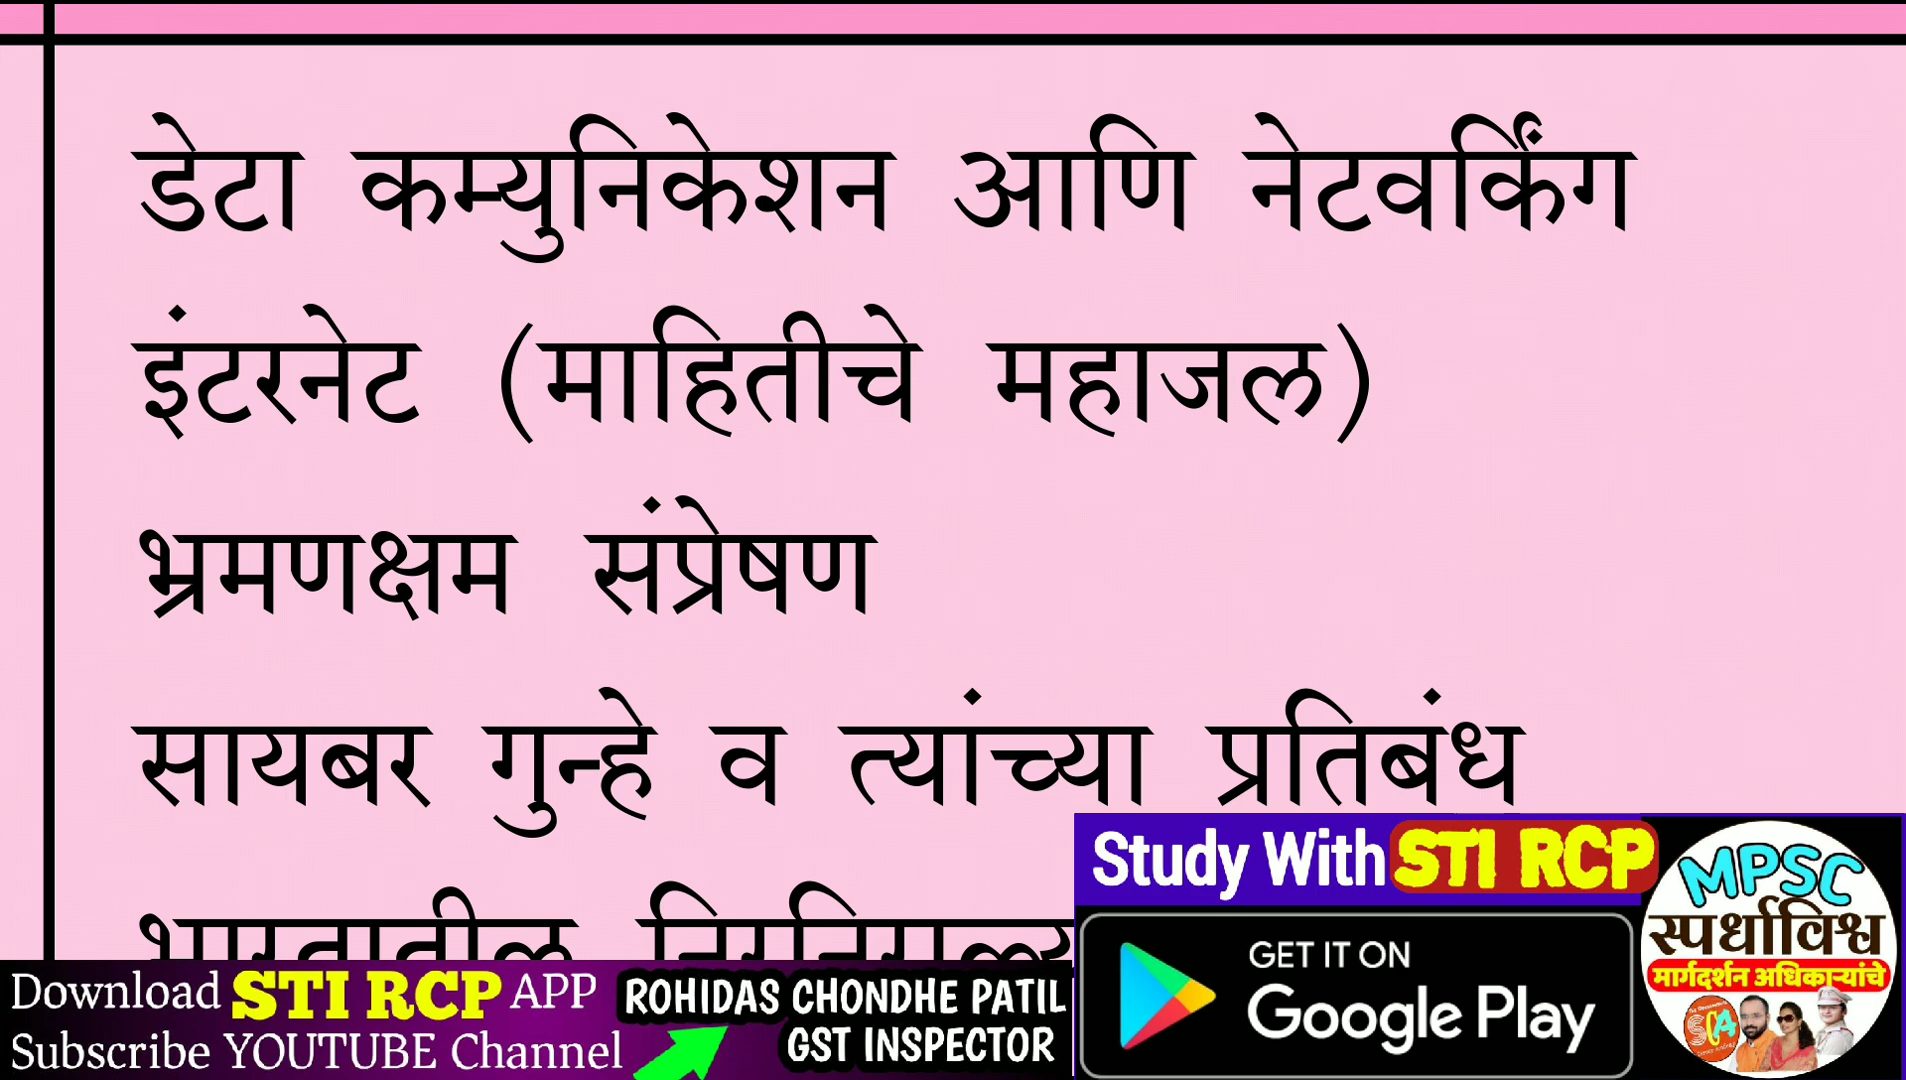 डेटा कम्युनिकेशन आणि नेटवर्किंग
इंटरनेट (माहितीचे महाजल)
भ्रमणक्षम संप्रेषण
सायबर गुन्हे व त्यांच्या प्रतिबंध
भारतातील
Study With STI RCP
GET IT ON
Google Play
MPSC
स्पर्धाविश्व
मार्गदर्शन अधिकाऱ्यांचे
Download STI RCP APP
Subscribe YOUTUBE Channel
ROHIDAS CHONDHE PATIL
GST INSPECTOR